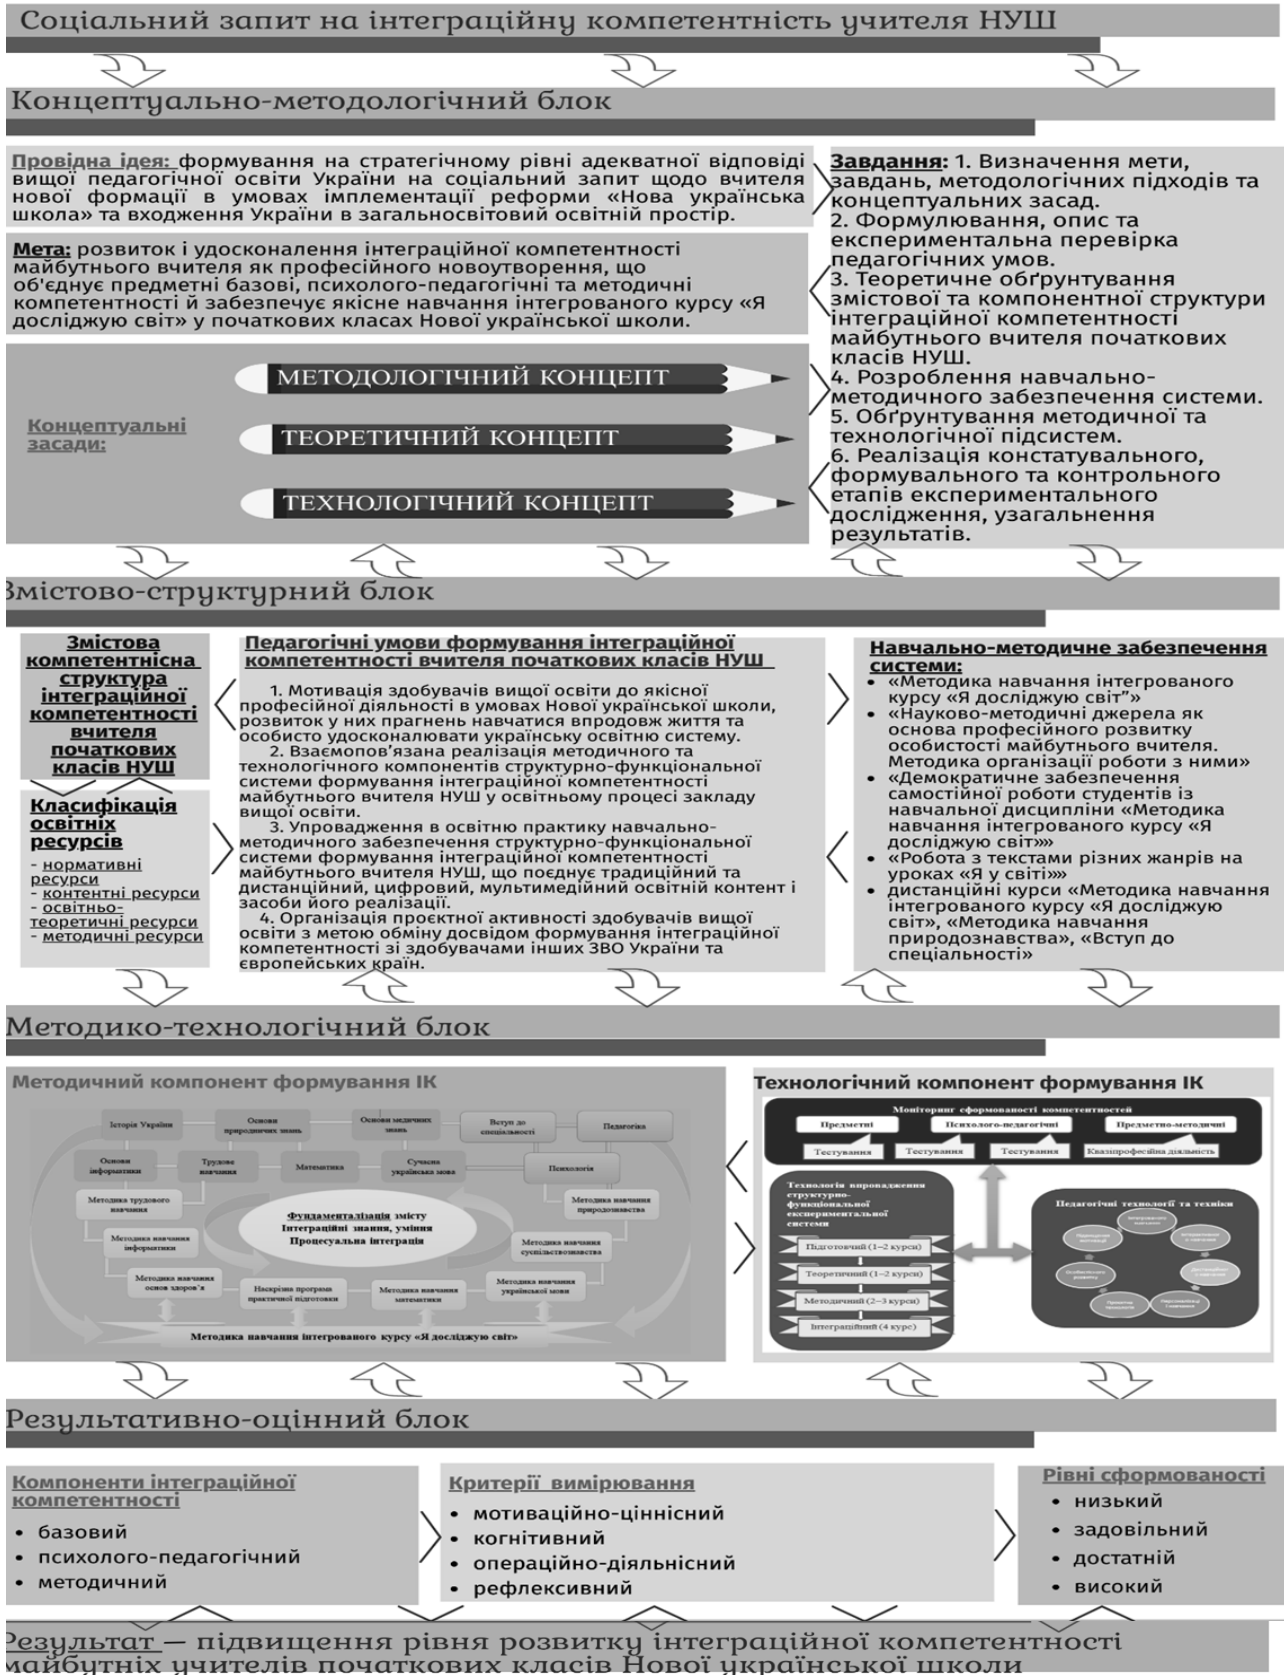 Соціальний запит на інтеграційну компетентність учителя НУШ
Концептуально-методологічний блок
Провідна ідея: формування на стратегічному рівні адекватної відповіді
вищої педагогічної освіти України на соціальний запит щодо вчителя
нової формації в умовах імплементації реформи «Нова українська
школа» та входження України в загальносвітовий освітній простір.
Мета: розвиток і удосконалення інтеграційної компетентності
майбутнього вчителя як професійного новоутворення, що
об'єднує предметні базові, психолого-педагогічні та методичні
компетентності й забезпечує якісне навчання інтегрованого курсу «Я
досліджую світ» у початкових класах Нової української школи.
Концептуальні
засади:
МЕТОДОЛОГІЧНИЙ КОНЦЕПТ
ТЕОРЕТИЧНИЙ КОНЦЕПТ
ТЕХНОЛОГІЧНИЙ КОНЦЕПТ
Завдання: 1. Визначення мети,
завдань, методологічних підходів та
концептуальних засад.
2. Формулювання, опис та
експериментальна перевірка
педагогічних умов.
3. Теоретичне обґрунтування
змістової та компонентної структури
інтеграційної компетентності
майбутнього вчителя початкових
класів НУШ.
4. Розроблення навчально-
методичного забезпечення системи.
5. Обґрунтування методичної та
технологічної підсистем.
6. Реалізація констатувального,
формувального та контрольного
етапів експериментального
дослідження, узагальнення
результатів.
Змістово-структурний блок
Змістова
компетентнісна
структура
інтеграційної
компетентності
вчителя
початкових
класів НУШ
Класифікація
освітніх
ресурсів
- нормативні
ресурси
- контентні ресурси
- освітньо-
теоретичні ресурси
- методичні ресурси
Педагогічні умови формування інтеграційної
компетентності вчителя початкових класів НУШ
1. Мотивація здобувачів вищої освіти до якісної
професійної діяльності в умовах Нової української школи,
розвиток у них прагнень навчатися впродовж життя та
особисто удосконалювати українську освітню систему.
2. Взаємопов’язана реалізація методичного та
технологічного компонентів структурно-функціональної
системи формування інтеграційної компетентності
майбутнього вчителя НУШ у освітньому процесі закладу
вищої освіти.
3. Упровадження в освітню практику навчально-
методичного забезпечення структурно-функціональної
системи формування інтеграційної компетентності
майбутнього вчителя НУШ, що поєднує традиційний та
дистанційний, цифровий, мультимедійний освітній контент і
засоби його реалізації.
4. Організація проєктної активності здобувачів вищої
освіти з метою обміну досвідом формування інтеграційної
компетентності зі здобувачами інших ЗВО України та
європейських країн.
Навчально-методичне забезпечення
системи:
• «Методика навчання інтегрованого
курсу «Я досліджую світ”»
• «Науково-методичні джерела як
основа професійного розвитку
особистості майбутнього вчителя.
Методика організації роботи з ними»
• «Демократичне забезпечення
самостійної роботи студентів із
навчальної дисципліни «Методика
навчання інтегрованого курсу «Я
досліджую світ»»
• «Робота з текстами різних жанрів на
уроках «Я у світі»»
• дистанційні курси «Методика навчання
інтегрованого курсу «Я досліджую
світ», «Методика навчання
природознавства», «Вступ до
спеціальності»
Методико-технологічний блок
Методичний компонент формування ІК
Історія України
Основи
природничих знань
Основи медичних
знань
Вступ до
спеціальності
Педагогіка
Основи
інформатики
Трудове
навчання
Математика
Сучасна
українська мова
Психологія
Методика трудового
навчання
Методика навчання
природознавства
Фундаменталізація змісту
Інтеграційні знання, уміння
Процесуальна інтеграція
Методика навчання
інформатики
Методика навчання
суспільствознавства
Методика навчання
основ здоров’я
Наскрізна програма
практичної підготовки
Методика навчання
математики
Методика навчання
української мови
Методика навчання інтегрованого курсу «Я досліджую світ»
Технологічний компонент формування ІК
Моніторинг сформованості компетентностей
Предметні
Психолого-педагогічні
Предметно-методичні
Тестування
Тестування
Тестування
Квазіпрофесійна діяльність
Технологія впровадження
структурно-
функціональної
експериментальної
системи
Підготовчий (1–2 курси)
Теоретичний (1–2 курси)
Методичний (2–3 курси)
Інтеграційний (4 курс)
Педагогічні технології та техніки
Результативно-оцінний блок
Компоненти інтеграційної
компетентності
• базовий
• психолого-педагогічний
• методичний
Критерії вимірювання
• мотиваційно-ціннісний
• когнітивний
• операційно-діяльнісний
• рефлексивний
Рівні сформованості
• низький
• задовільний
• достатній
• високий
Результат — підвищення рівня розвитку інтеграційної компетентності
майбутніх учителів початкових класів Нової української школи